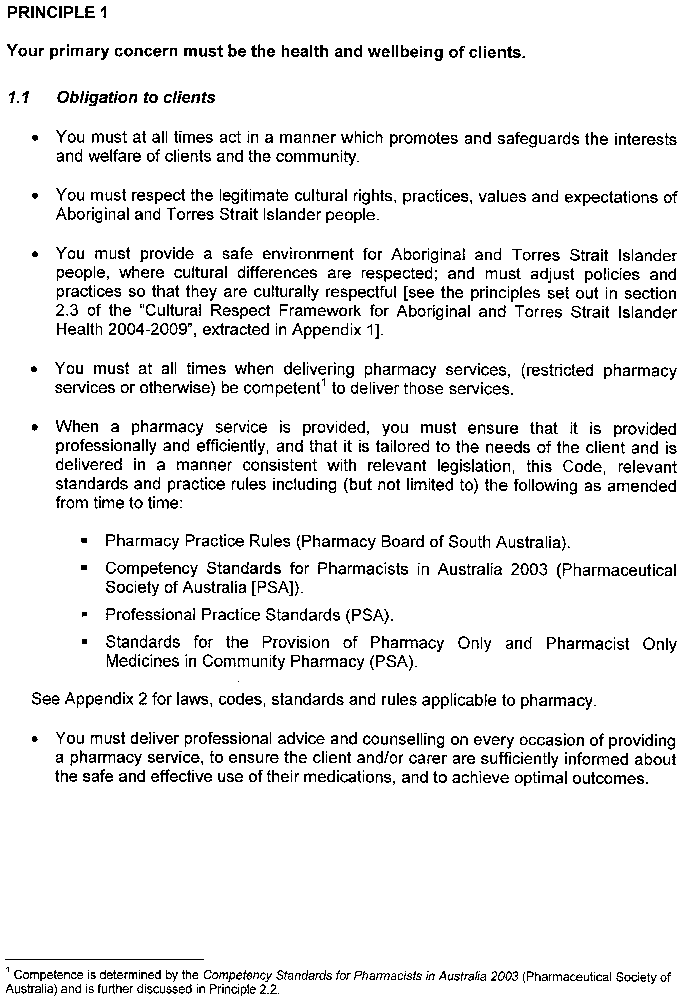 PRINCIPLE 1
Your primary concern must be the health and wellbeing of clients.
1.1 Obligation to clients
• You must at all times act in a manner which promotes and safeguards the interests
and welfare of clients and the community.
• You must respect the legitimate cultural rights, practices, values and expectations of
Aboriginal and Torres Strait Islander people.
• You must provide a safe environment for Aboriginal and Torres Strait Islander
people, where cultural differences are respected; and must adjust policies and
practices so that they are culturally respectful [see the principles set out in section
2.3 of the “Cultural Respect Framework for Aboriginal and Torres Strait Islander
Health 2004-2009”, extracted in Appendix 1].
• You must at all times when delivering pharmacy services, (restricted pharmacy
services or otherwise) be competent¹ to deliver those services.
• When a pharmacy service is provided, you must ensure that it is provided
professionally and efficiently, and that it is tailored to the needs of the client and is
delivered in a manner consistent with relevant legislation, this Code, relevant
standards and practice rules including (but not limited to) the following as amended
from time to time:
▪ Pharmacy Practice Rules (Pharmacy Board of South Australia).
▪ Competency Standards for Pharmacists in Australia 2003 (Pharmaceutical
Society of Australia [PSA]).
▪ Professional Practice Standards (PSA).
▪ Standards for the Provision of Pharmacy Only and Pharmacist Only
Medicines in Community Pharmacy (PSA).
See Appendix 2 for laws, codes, standards and rules applicable to pharmacy.
• You must deliver professional advice and counselling on every occasion of providing
a pharmacy service, to ensure the client and/or carer are sufficiently informed about
the safe and effective use of their medications, and to achieve optimal outcomes.
¹ Competence is determined by the Competency Standards for Pharmacists in Australia 2003 (Pharmaceutical Society of
Australia) and is further discussed in Principle 2.2.